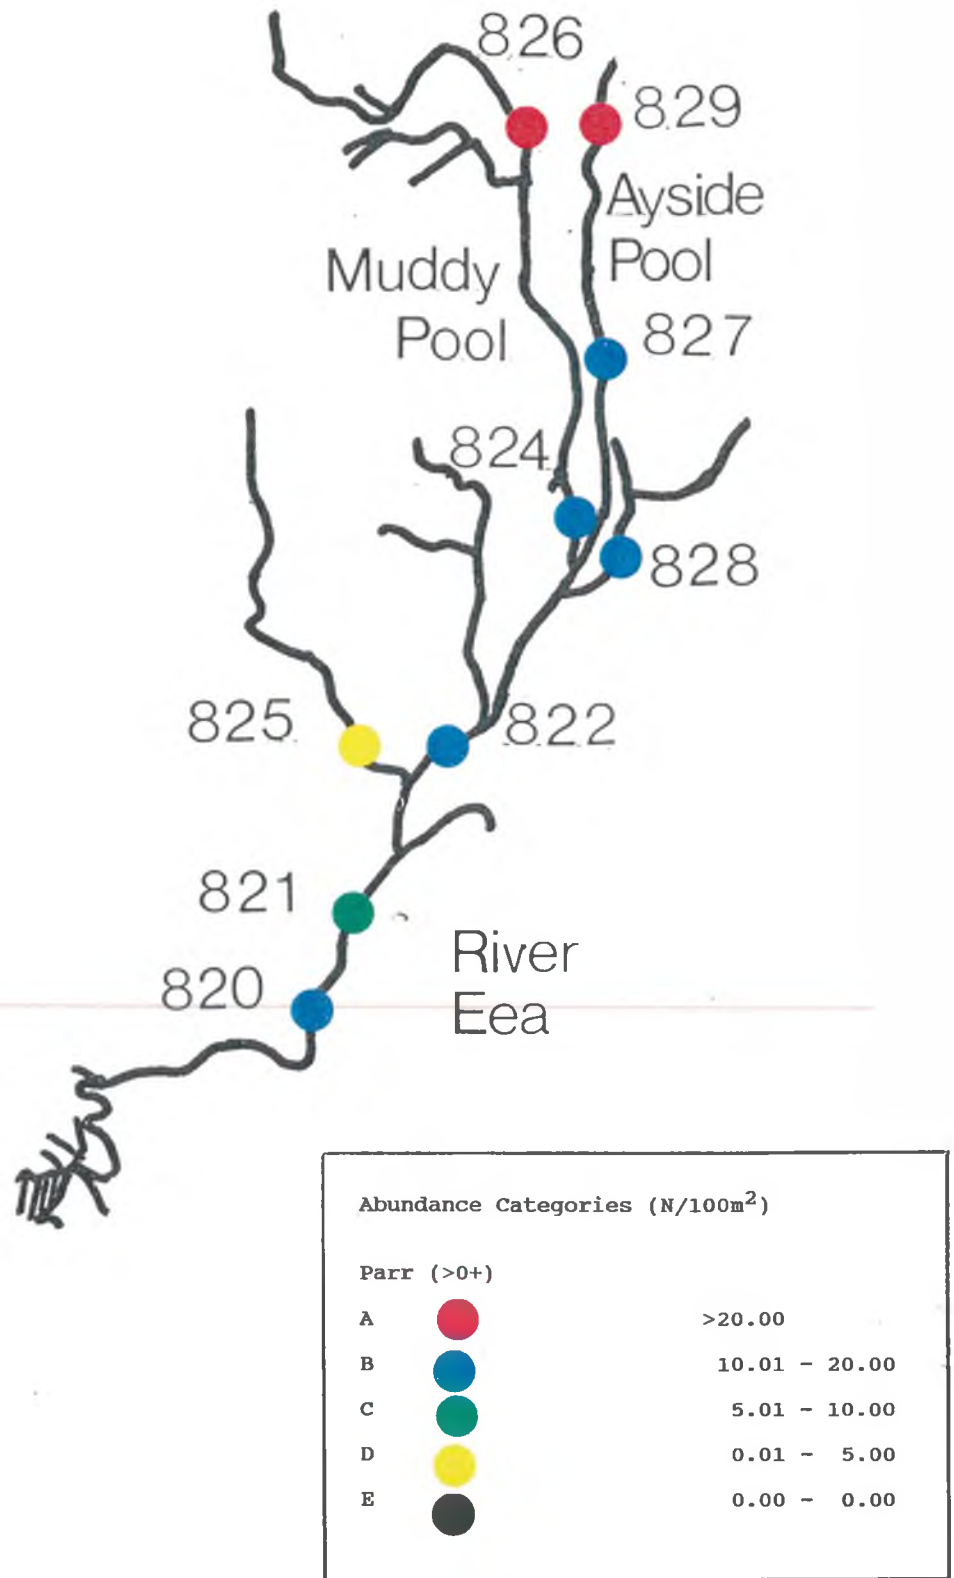 826
829
Ayside
Pool
Muddy
Pool
827
824
828
825
822
821
River
Eea
820
Abundance Categories (N/100m²)
Parr (>0+)
A >20.00
B 10.01 - 20.00
C 5.01 - 10.00
D 0.01 - 5.00
E 0.00 - 0.00